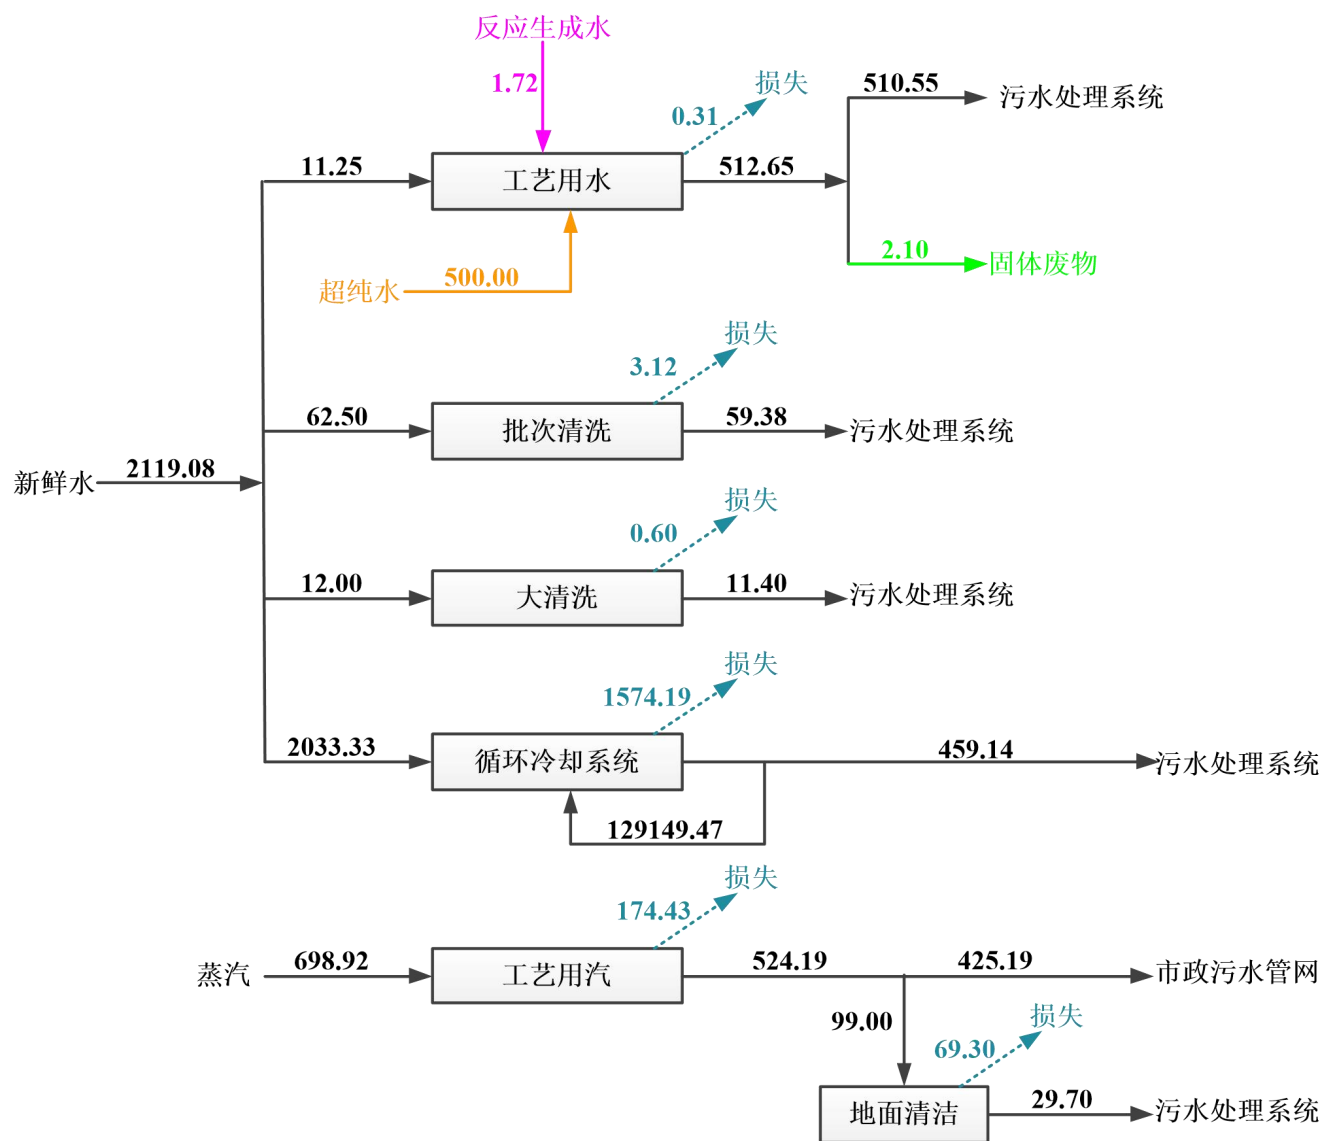 反应生成水
1.72
损失
0.31
510.55
污水处理系统
11.25
工艺用水
512.65
2.10
固体废物
超纯水
500.00
损失
3.12
62.50
批次清洗
59.38
污水处理系统
新鲜水
2119.08
损失
0.60
12.00
大清洗
11.40
污水处理系统
损失
1574.19
2033.33
循环冷却系统
459.14
污水处理系统
129149.47
损失
174.43
蒸汽
698.92
工艺用汽
524.19
425.19
市政污水管网
99.00
损失
69.30
地面清洁
29.70
污水处理系统